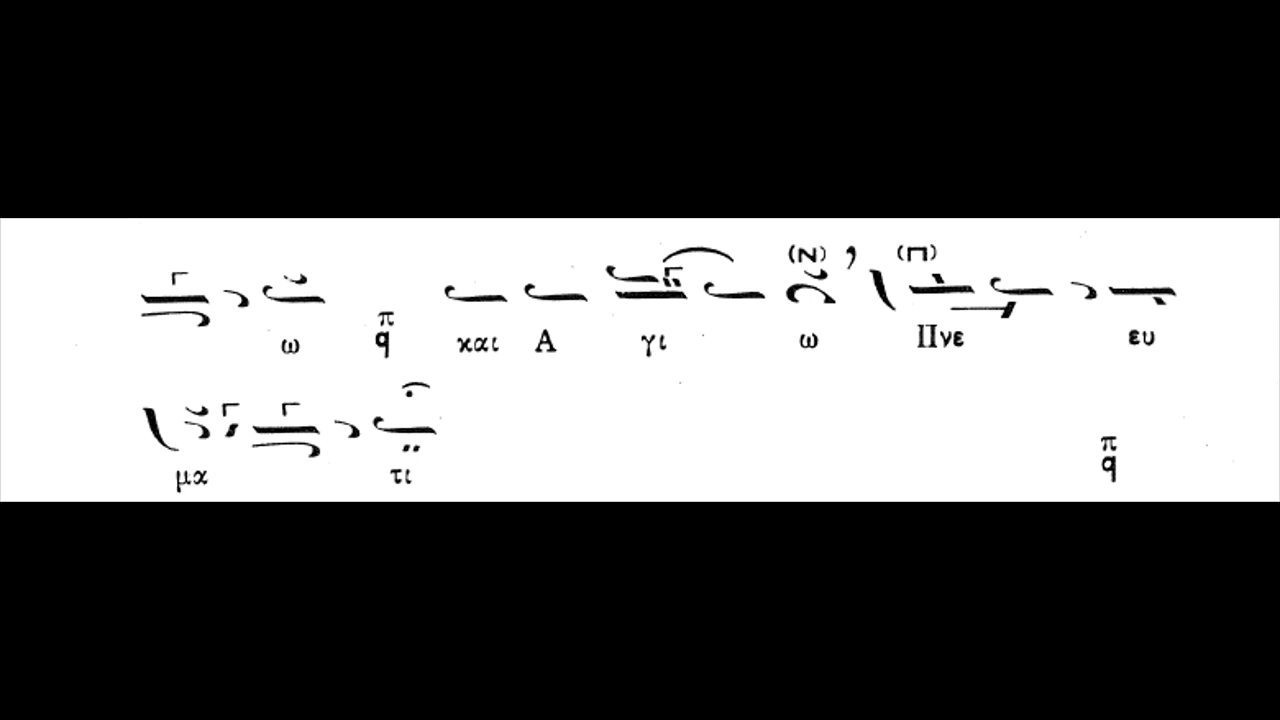 (Ν) (Π)
ω π q και Α γι ω Πνε ευ
μα τι π q